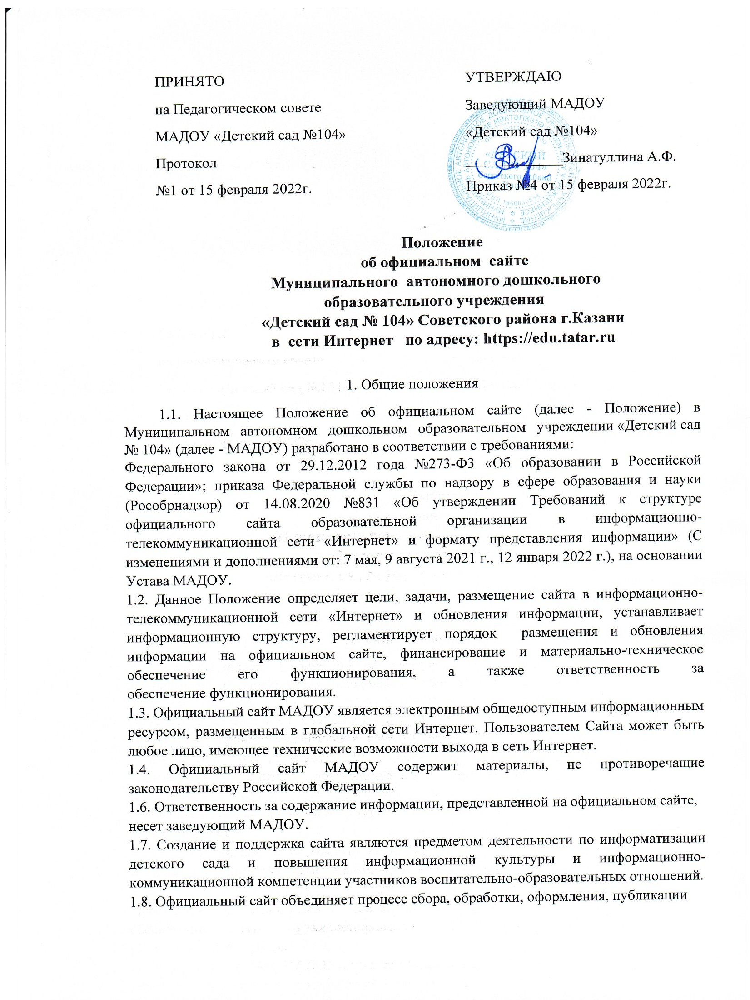 ПРИНЯТО
на Педагогическом совете
МАДОУ «Детский сад №104»
Протокол
№1 от 15 февраля 2022г.
УТВЕРЖДАЮ
Заведующий МАДОУ
«Детский сад №104»
Зинатуллина А.Ф.
Приказ №4 от 15 февраля 2022г.
Положение
об официальном сайте
Муниципального автономного дошкольного
образовательного учреждения
«Детский сад № 104» Советского района г.Казани
в сети Интернет по адресу: https://edu.tatar.ru
1. Общие положения
1.1. Настоящее Положение об официальном сайте (далее - Положение) в
Муниципальном автономном дошкольном образовательном учреждении «Детский сад
№ 104» (далее - МАДОУ) разработано в соответствии с требованиями:
Федерального закона от 29.12.2012 года №273-ФЗ «Об образовании в Российской
Федерации»; приказа Федеральной службы по надзору в сфере образования и науки
(Рособрнадзор) от 14.08.2020 №831 «Об утверждении Требований к структуре
официального сайта образовательной организации в информационно-
телекоммуникационной сети «Интернет» и формату представления информации» (С
изменениями и дополнениями от: 7 мая, 9 августа 2021 г., 12 января 2022 г.), на основании
Устава МАДОУ.
1.2. Данное Положение определяет цели, задачи, размещение сайта в информационно-
телекоммуникационной сети «Интернет» и обновления информации, устанавливает
информационную структуру, регламентирует порядок размещения и обновления
информации на официальном сайте, финансирование и материально-техническое
обеспечение его функционирования, а также ответственность за
обеспечение функционирования.
1.3. Официальный сайт МАДОУ является электронным общедоступным информационным
ресурсом, размещенным в глобальной сети Интернет. Пользователем Сайта может быть
любое лицо, имеющее технические возможности выхода в сеть Интернет.
1.4. Официальный сайт МАДОУ содержит материалы, не противоречащие
законодательству Российской Федерации.
1.6. Ответственность за содержание информации, представленной на официальном сайте,
несет заведующий МАДОУ.
1.7. Создание и поддержка сайта являются предметом деятельности по информатизации
детского сада и повышения информационной культуры и информационно-
коммуникационной компетенции участников воспитательно-образовательных отношений.
1.8. Официальный сайт объединяет процесс сбора, обработки, оформления, публикации